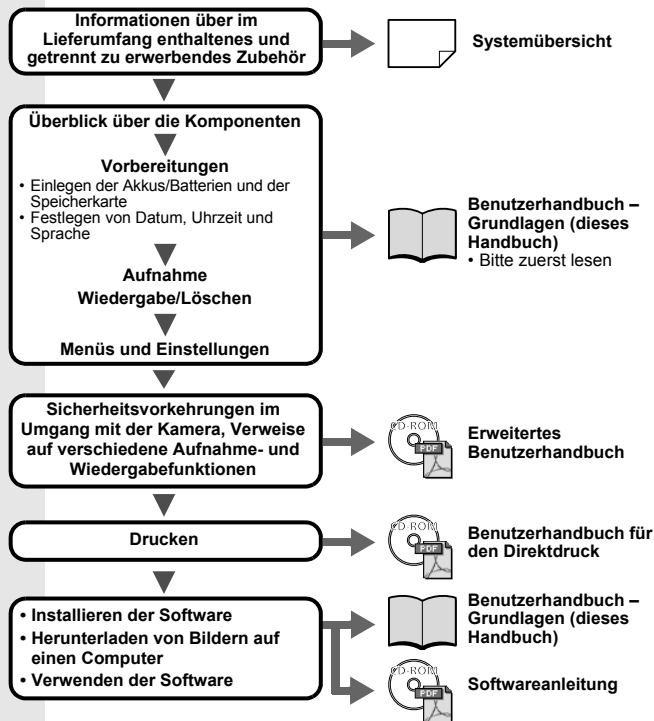 Informationen über im
Lieferumfang enthaltenes und
getrennt zu erwerbendes Zubehör
Systemübersicht
Überblick über die Komponenten
Vorbereitungen
• Einlegen der Akkus/Batterien und der
Speicherkarte
• Festlegen von Datum, Uhrzeit und
Sprache
Aufnahme
Wiedergabe/Löschen
Menüs und Einstellungen
Benutzerhandbuch –
Grundlagen (dieses
Handbuch)
• Bitte zuerst lesen
Sicherheitsvorkehrungen im
Umgang mit der Kamera, Verweise
auf verschiedene Aufnahme- und
Wiedergabefunktionen
CD-ROM
PDF
Erweitertes
Benutzerhandbuch
Drucken
CD-ROM
PDF
Benutzerhandbuch für
den Direktdruck
• Installieren der Software
• Herunterladen von Bildern auf
einen Computer
• Verwenden der Software
Benutzerhandbuch –
Grundlagen (dieses
Handbuch)
CD-ROM
PDF
Softwareanleitung